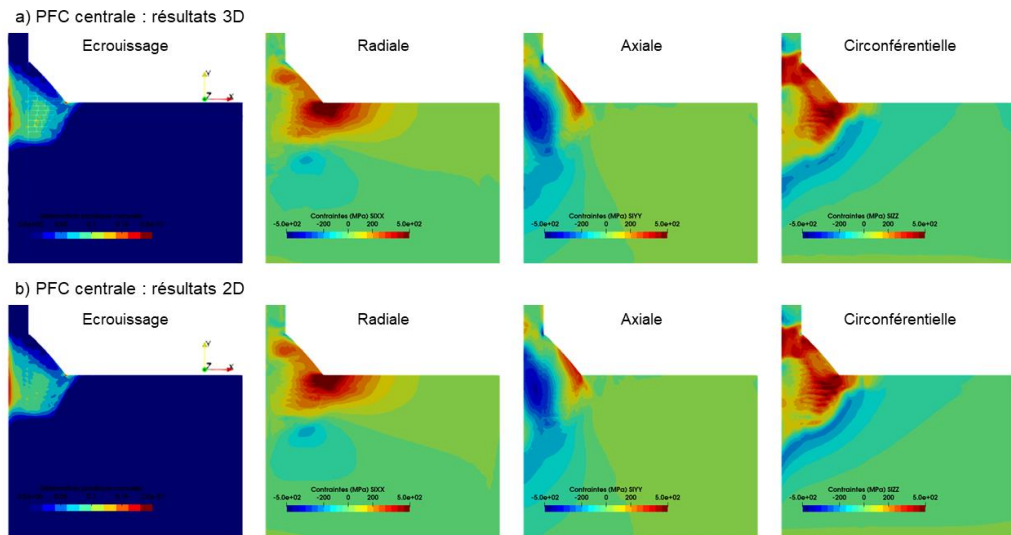 a) PFC centrale : résultats 3D
Ecrouissage
Radiale
Axiale
Circonférentielle
Y
Z
X
Contraintes (MPa) SIXX
-5.0e+02 -200 0 200 5.0e+02
Contraintes (MPa) SIYY
-5.0e+02 -200 0 200 5.0e+02
Contraintes (MPa) SIZZ
-5.0e+02 -200 0 200 5.0e+02
b) PFC centrale : résultats 2D
Ecrouissage
Radiale
Axiale
Circonférentielle
Y
Z
X
Contraintes (MPa) SIXX
-5.0e+02 -200 0 200 5.0e+02
Contraintes (MPa) SIYY
-5.0e+02 -200 0 200 5.0e+02
Contraintes (MPa) SIZZ
-5.0e+02 -200 0 200 5.0e+02